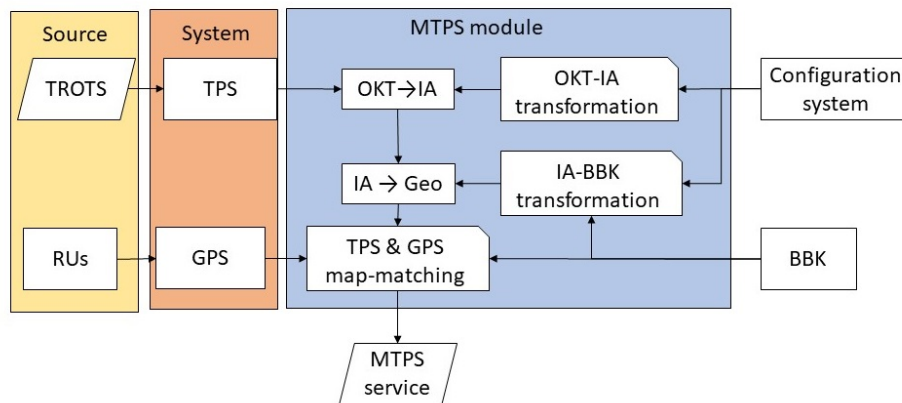 Source
System
MTPS module
TROTS
TPS
OKT→IA
OKT-IA
transformation
Configuration
system
IA → Geo
IA-BBK
transformation
RUs
GPS
TPS & GPS
map-matching
BBK
MTPS
service